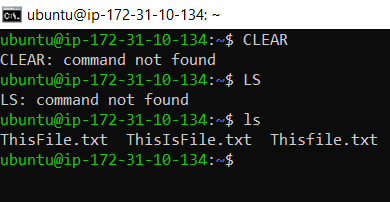 ubuntu@ip-172-31-10-134: ~
ubuntu@ip-172-31-10-134:~$ CLEAR
CLEAR: command not found
ubuntu@ip-172-31-10-134:~$ LS
LS: command not found
ubuntu@ip-172-31-10-134:~$ ls
ThisFile.txt  ThisIsFile.txt  Thisfile.txt
ubuntu@ip-172-31-10-134:~$